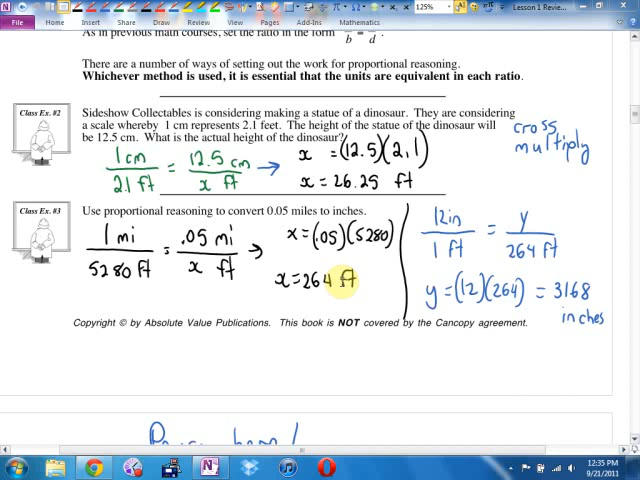 File Home Insert Draw History Review View Add-Ins Mathematics
125%
Lesson 1 Revie...
As in previous math courses, set the ratio in the form b = d .
There are a number of ways of setting out the work for proportional reasoning.
Whichever method is used, it is essential that the units are equivalent in each ratio.
Class Ex. #2
Sideshow Collectables is considering making a statue of a dinosaur. They are considering
a scale whereby 1 cm represents 2.1 feet. The height of the statue of the dinosaur will
be 12.5 cm. What is the actual height of the dinosaur?
cross
multiply
1 cm / 2.1 ft = 12.5 cm / x ft →
x = (12.5)(2.1)
x = 26.25 ft
Class Ex. #3
Use proportional reasoning to convert 0.05 miles to inches.
1 mi / 5280 ft = .05 mi / x ft →
x = (.05)(5280)
x = 264 ft
12in / 1 ft = y / 264 ft
y = (12)(264) = 3168
inches
Copyright © by Absolute Value Publications. This book is NOT covered by the Cancopy agreement.
12:35 PM
9/21/2011